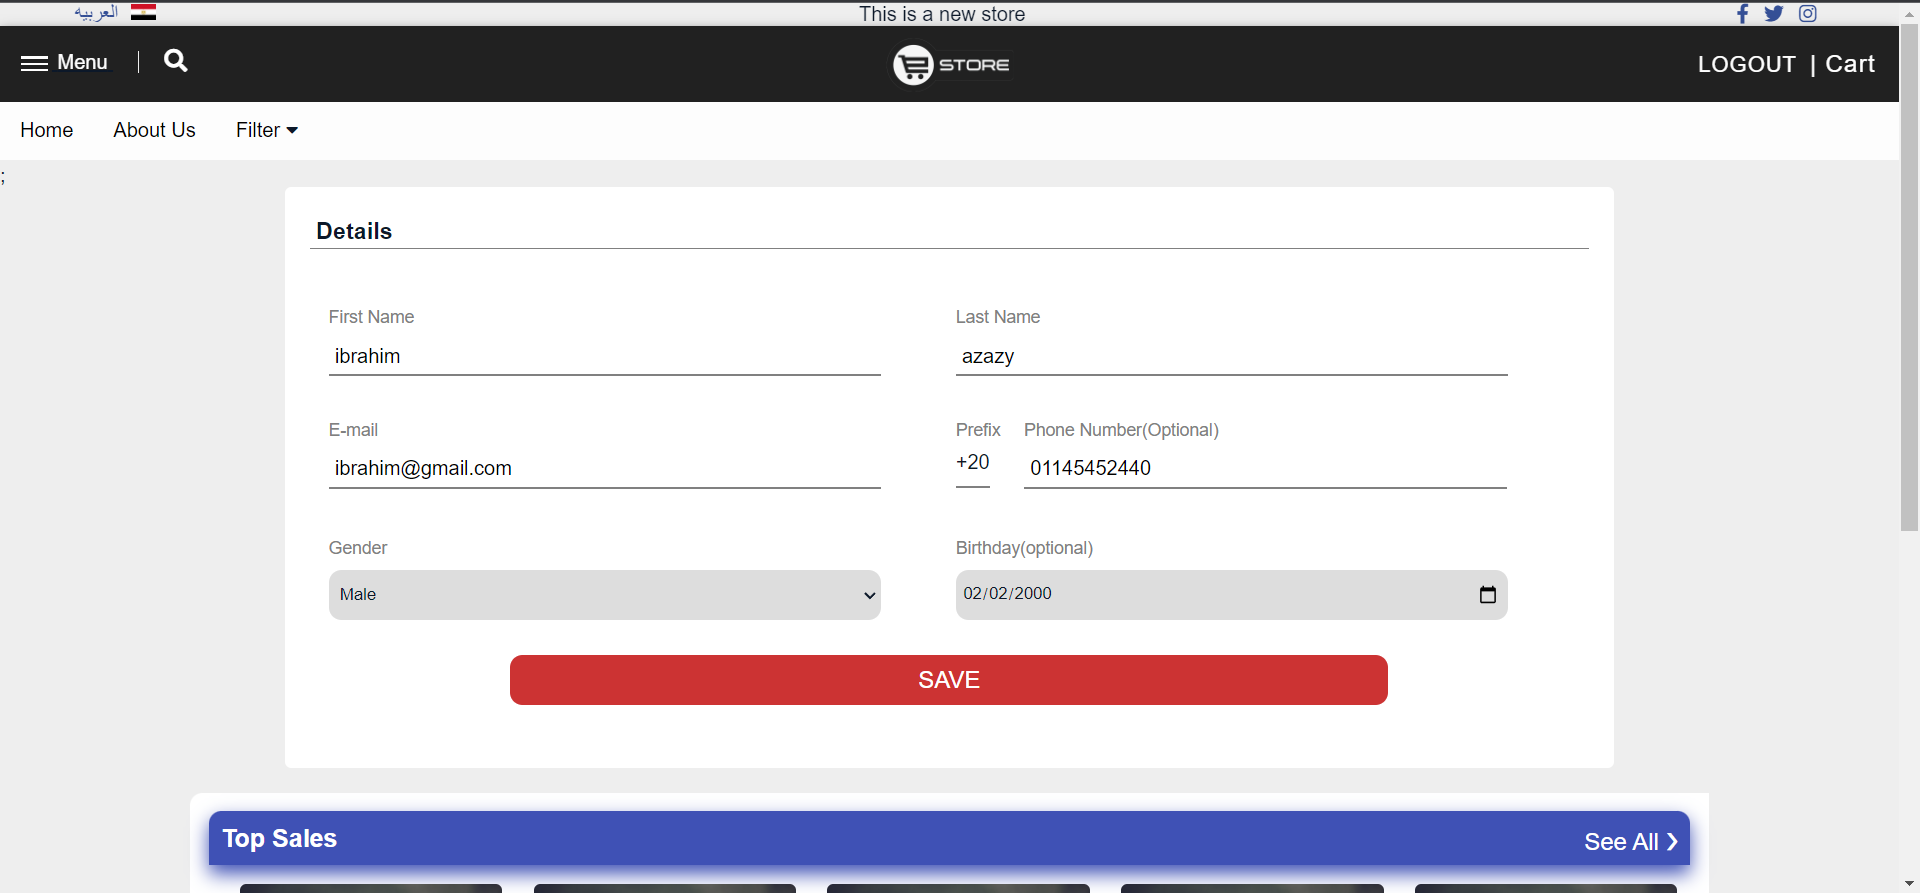 العربيه
This is a new store
Menu
STORE
LOGOUT | Cart
Home
About Us
Filter
;
Details
First Name
Last Name
ibrahim
azazy
E-mail
Prefix
Phone Number(Optional)
ibrahim@gmail.com
+20
01145452440
Gender
Birthday(optional)
Male
02/02/2000
SAVE
Top Sales
See All ❯